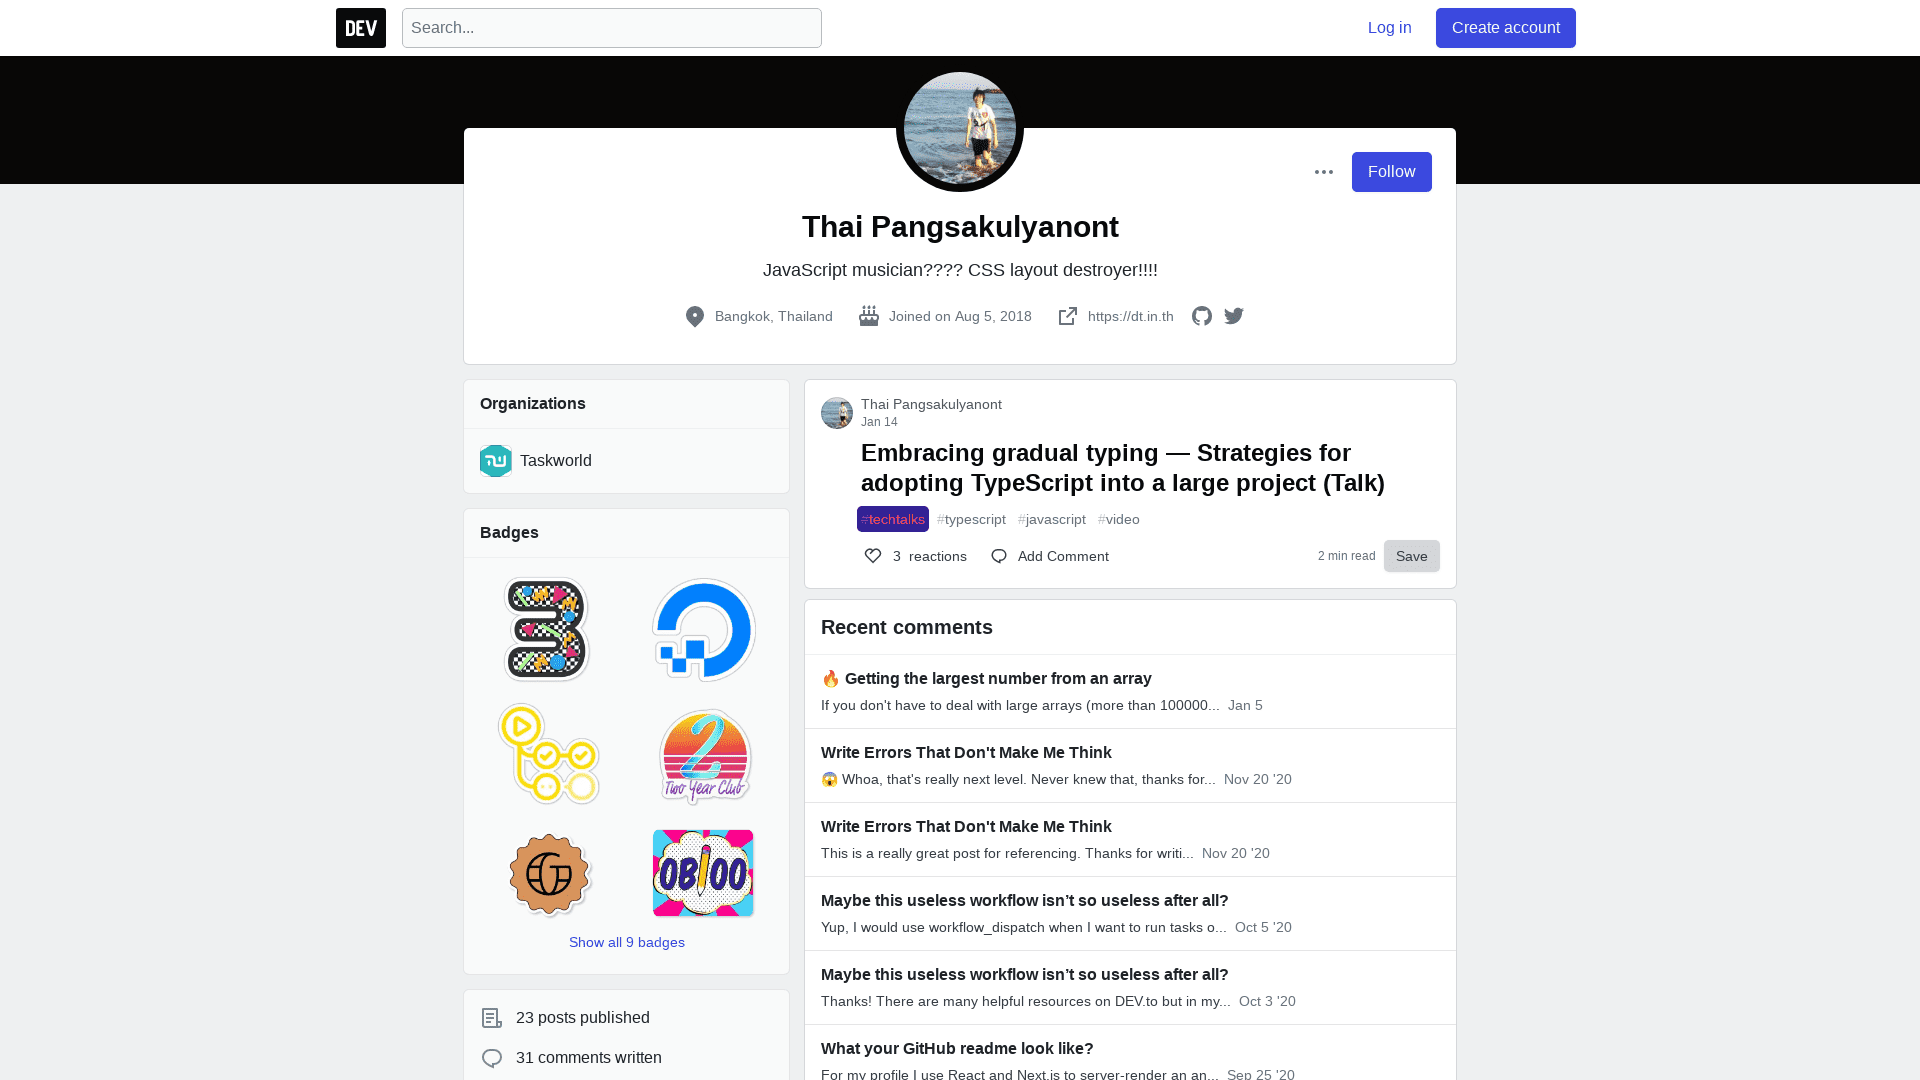 DEV
Search...
Log in
Create account
Follow
Thai Pangsakulyanont
JavaScript musician???? CSS layout destroyer!!!!
Bangkok, Thailand
Joined on Aug 5, 2018
https://dt.in.th
Organizations
Taskworld
Badges
3
2
Two Year Club
OB100
Show all 9 badges
23 posts published
31 comments written
Thai Pangsakulyanont
Jan 14
Embracing gradual typing — Strategies for
adopting TypeScript into a large project (Talk)
#techtalks #typescript #javascript #video
3 reactions
Add Comment
2 min read
Save
Recent comments
🔥 Getting the largest number from an array
If you don't have to deal with large arrays (more than 100000... Jan 5
Write Errors That Don't Make Me Think
😱 Whoa, that's really next level. Never knew that, thanks for... Nov 20 '20
Write Errors That Don't Make Me Think
This is a really great post for referencing. Thanks for writi... Nov 20 '20
Maybe this useless workflow isn’t so useless after all?
Yup, I would use workflow_dispatch when I want to run tasks o... Oct 5 '20
Maybe this useless workflow isn’t so useless after all?
Thanks! There are many helpful resources on DEV.to but in my... Oct 3 '20
What your GitHub readme look like?
For my profile I use React and Next.js to server-render an an... Sep 25 '20